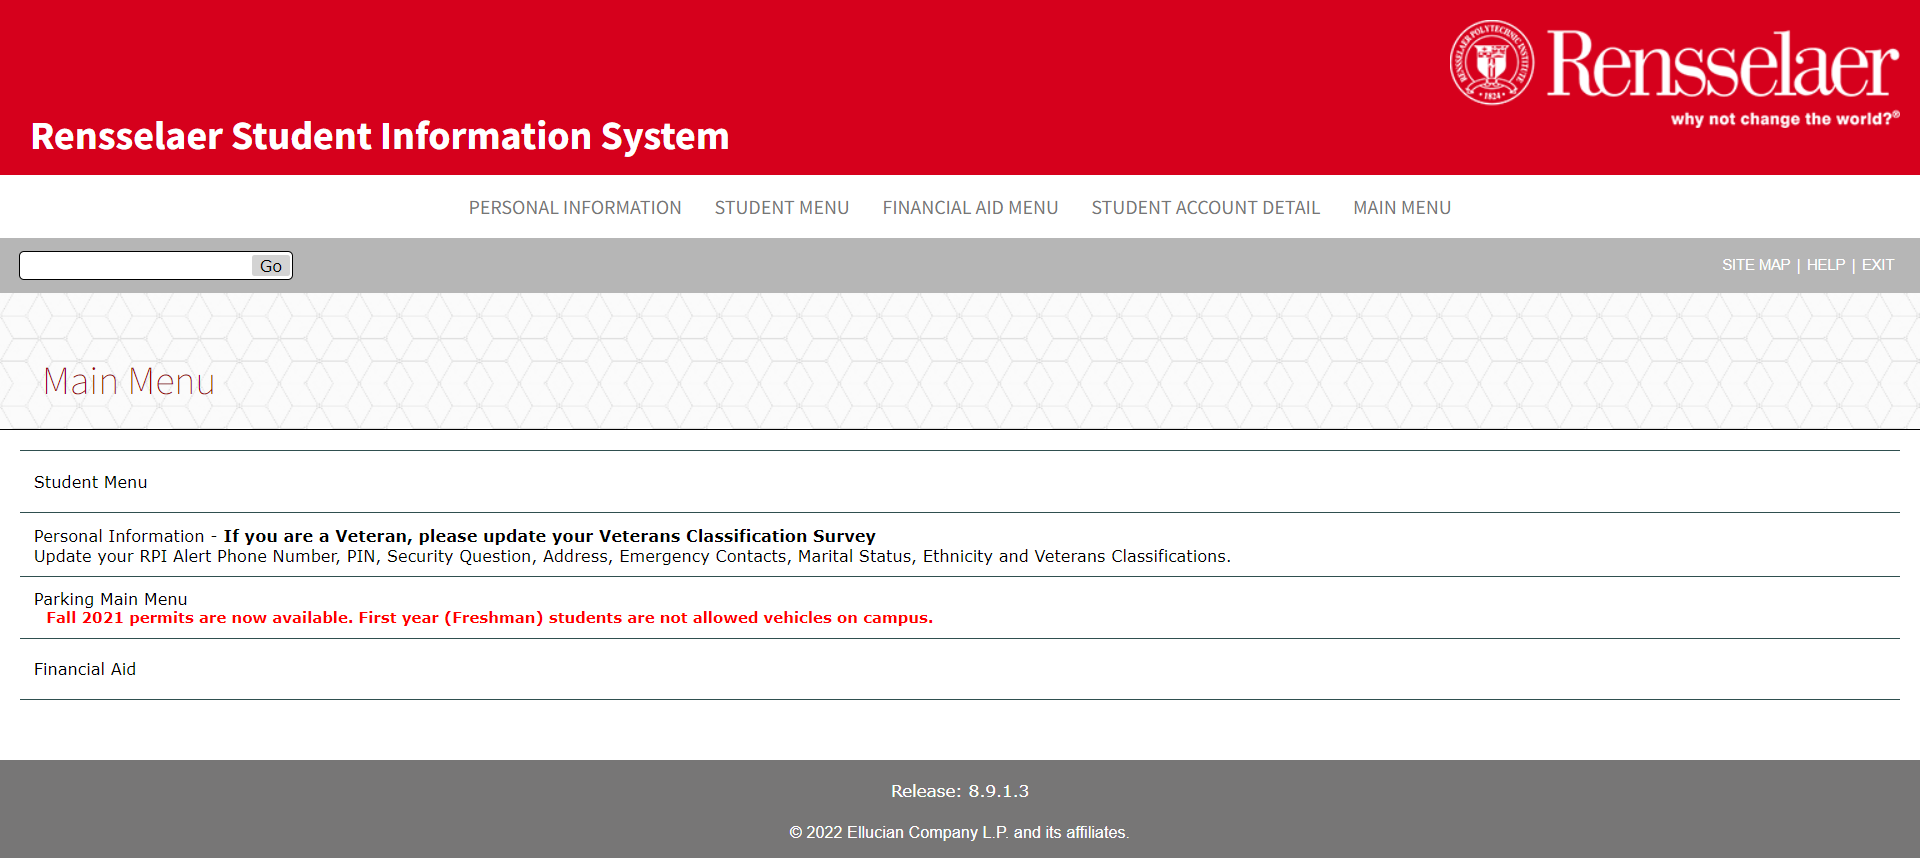 RENSSELAER POLYTECHNIC INSTITUTE
1824
Rensselaer
why not change the world?®
Rensselaer Student Information System
PERSONAL INFORMATION STUDENT MENU FINANCIAL AID MENU STUDENT ACCOUNT DETAIL MAIN MENU
Go
SITE MAP | HELP | EXIT
Main Menu
Student Menu
Personal Information - If you are a Veteran, please update your Veterans Classification Survey
Update your RPI Alert Phone Number, PIN, Security Question, Address, Emergency Contacts, Marital Status, Ethnicity and Veterans Classifications.
Parking Main Menu
Fall 2021 permits are now available. First year (Freshman) students are not allowed vehicles on campus.
Financial Aid
Release: 8.9.1.3
© 2022 Ellucian Company L.P. and its affiliates.